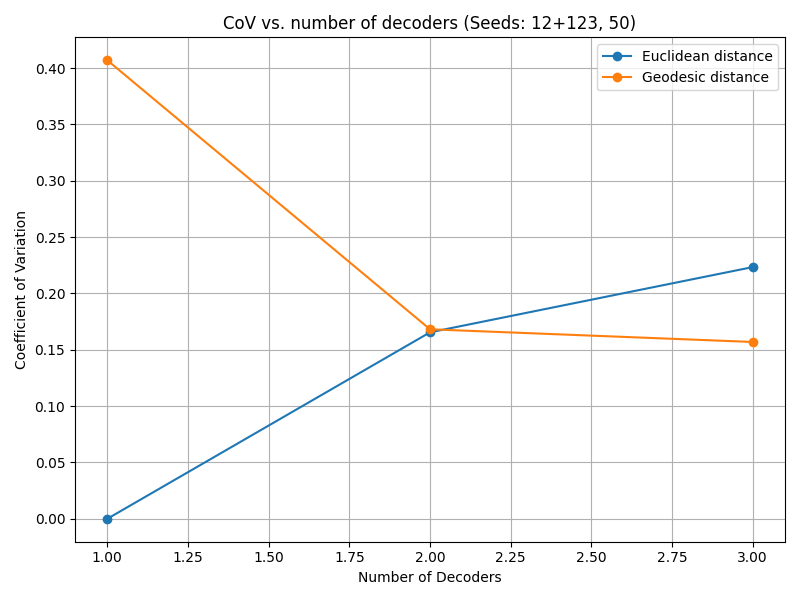 CoV vs. number of decoders (Seeds: 12+123, 50)
Euclidean distance
Geodesic distance
Coefficient of Variation
0.40
0.35
0.30
0.25
0.20
0.15
0.10
0.05
0.00
1.00 1.25 1.50 1.75 2.00 2.25 2.50 2.75 3.00
Number of Decoders